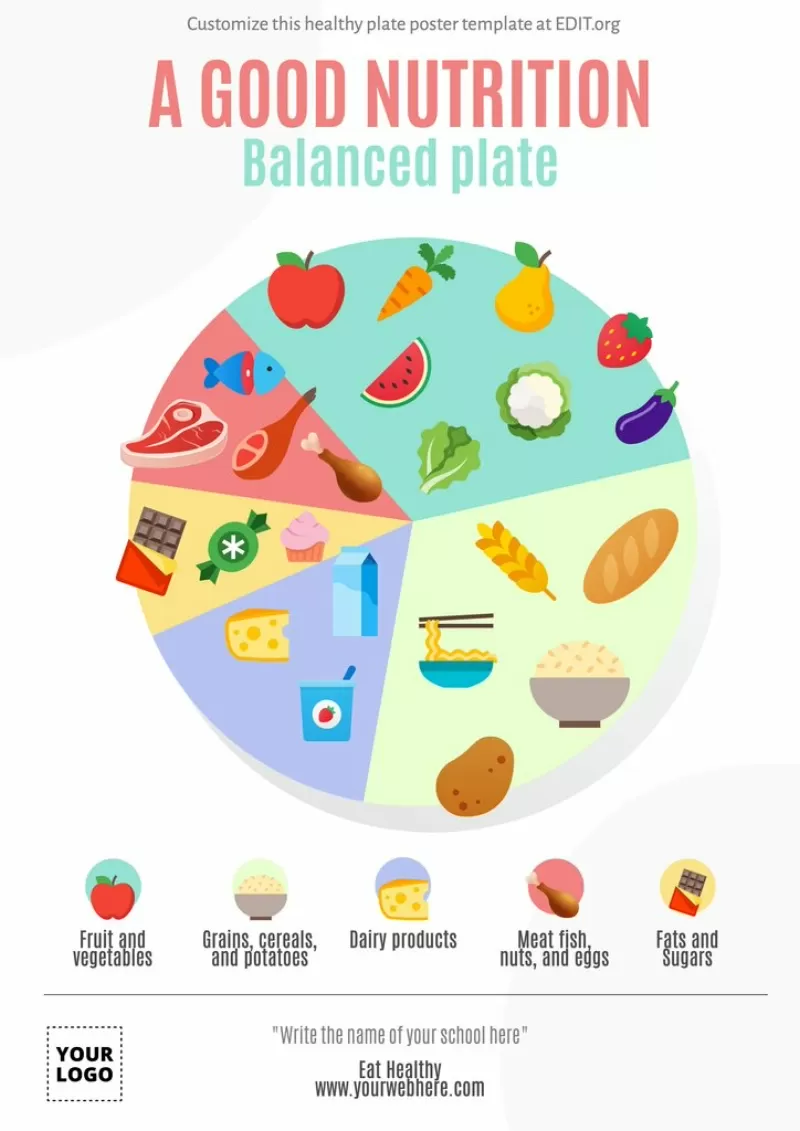 Customize this healthy plate poster template at EDIT.org
A GOOD NUTRITION
Balanced plate
Fruit and
vegetables
Grains, cereals,
and potatoes
Dairy products
Meat fish,
nuts, and eggs
Fats and
Sugars
YOUR
LOGO
"Write the name of your school here"
Eat Healthy
www.yourwebhere.com